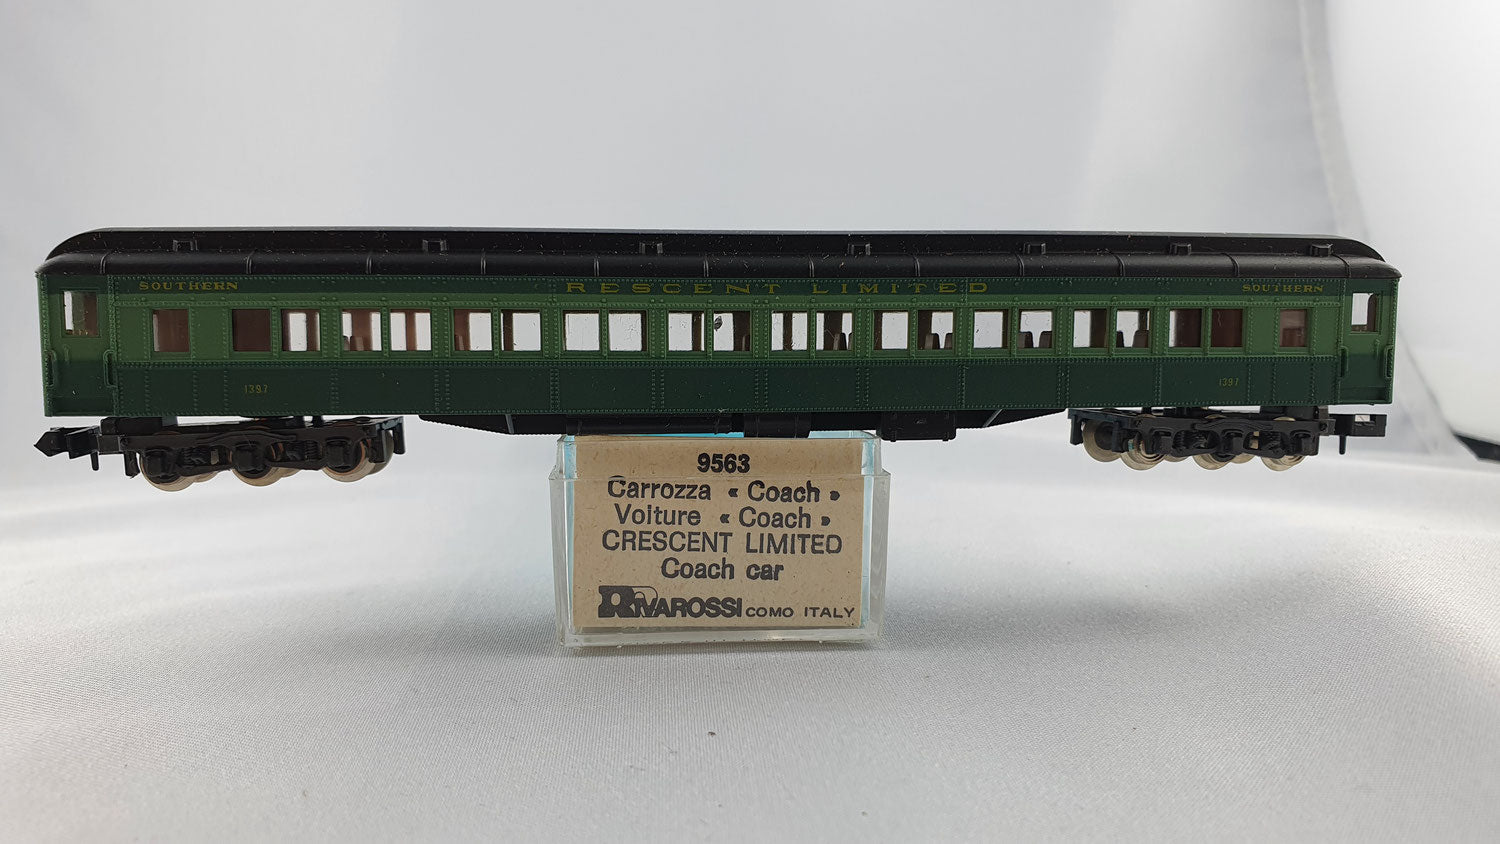 SOUTHERN
RESCENT LIMITED
SOUTHERN
1397
1397
9563
Carrozza « Coach »
Voiture « Coach »
CRESCENT LIMITED
Coach car
RIVAROSSI COMO ITALY